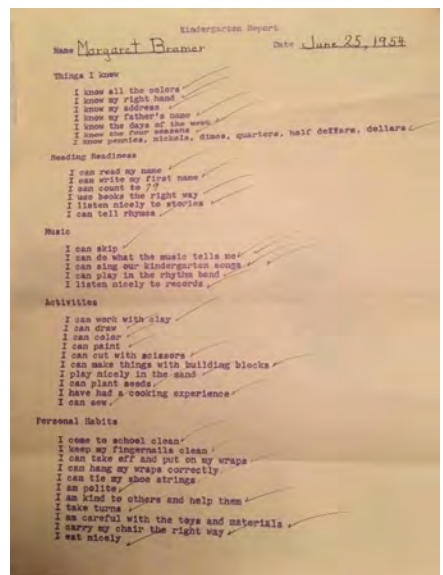 Kindergarten Report
Name Margaret Bramer Date June 25, 1954
Things I know
I know all the colors
I know my right hand
I know my address
I know my father's name
I know the days of the week
I know the four seasons
I know pennies, nickels, dimes, quarters, half dollars, dollars
Reading Readiness
I can read my name
I can write my first name
I can count to 79
I use books the right way
I listen nicely to stories
I can tell rhymes
Music
I can skip
I can do what the music tells me
I can sing our kindergarten songs
I can play in the rhythm band
I listen nicely to records
Activities
I can work with clay
I can draw
I can color
I can paint
I can cut with scissors
I can make things with building blocks
I play nicely in the sand
I can plant seeds
I have had a cooking experience
I can sew
Personal Habits
I come to school clean
I keep my fingernails clean
I can take off and put on my wraps
I can hang my wraps correctly
I can tie my shoe strings
I am polite
I am kind to others and help them
I take turns
I am careful with the toys and materials
I carry my chair the right way
I eat nicely